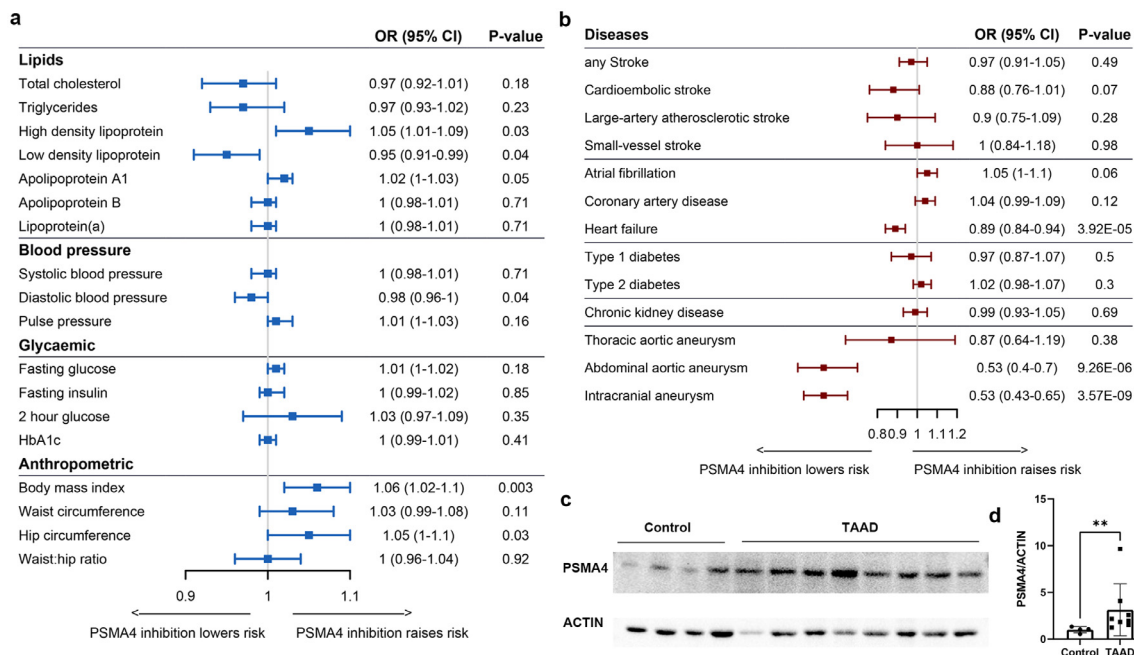 a
OR (95% CI) P-value
Lipids
Total cholesterol 0.97 (0.92-1.01) 0.18
Triglycerides 0.97 (0.93-1.02) 0.23
High density lipoprotein 1.05 (1.01-1.09) 0.03
Low density lipoprotein 0.95 (0.91-0.99) 0.04
Apolipoprotein A1 1.02 (1-1.03) 0.05
Apolipoprotein B 1 (0.98-1.01) 0.71
Lipoprotein(a) 1 (0.98-1.01) 0.71
Blood pressure
Systolic blood pressure 1 (0.98-1.01) 0.71
Diastolic blood pressure 0.98 (0.96-1) 0.04
Pulse pressure 1.01 (1-1.03) 0.16
Glycaemic
Fasting glucose 1.01 (1-1.02) 0.18
Fasting insulin 1 (0.99-1.02) 0.85
2 hour glucose 1.03 (0.97-1.09) 0.35
HbA1c 1 (0.99-1.01) 0.41
Anthropometric
Body mass index 1.06 (1.02-1.1) 0.003
Waist circumference 1.03 (0.99-1.08) 0.11
Hip circumference 1.05 (1-1.1) 0.03
Waist:hip ratio 1 (0.96-1.04) 0.92
0.9 1 1.1
PSMA4 inhibition lowers risk PSMA4 inhibition raises risk
b
Diseases OR (95% CI) P-value
any Stroke 0.97 (0.91-1.05) 0.49
Cardioembolic stroke 0.88 (0.76-1.01) 0.07
Large-artery atherosclerotic stroke 0.9 (0.75-1.09) 0.28
Small-vessel stroke 1 (0.84-1.18) 0.98
Atrial fibrillation 1.05 (1-1.1) 0.06
Coronary artery disease 1.04 (0.99-1.09) 0.12
Heart failure 0.89 (0.84-0.94) 3.92E-05
Type 1 diabetes 0.97 (0.87-1.07) 0.5
Type 2 diabetes 1.02 (0.98-1.07) 0.3
Chronic kidney disease 0.99 (0.93-1.05) 0.69
Thoracic aortic aneurysm 0.87 (0.64-1.19) 0.38
Abdominal aortic aneurysm 0.53 (0.4-0.7) 9.26E-06
Intracranial aneurysm 0.53 (0.43-0.65) 3.57E-09
0.8 0.9 1 1.1 1.2
PSMA4 inhibition lowers risk PSMA4 inhibition raises risk
c
Control TAAD
PSMA4
ACTIN
d
PSMA4/ACTIN
15
10
5
0
**
Control TAAD